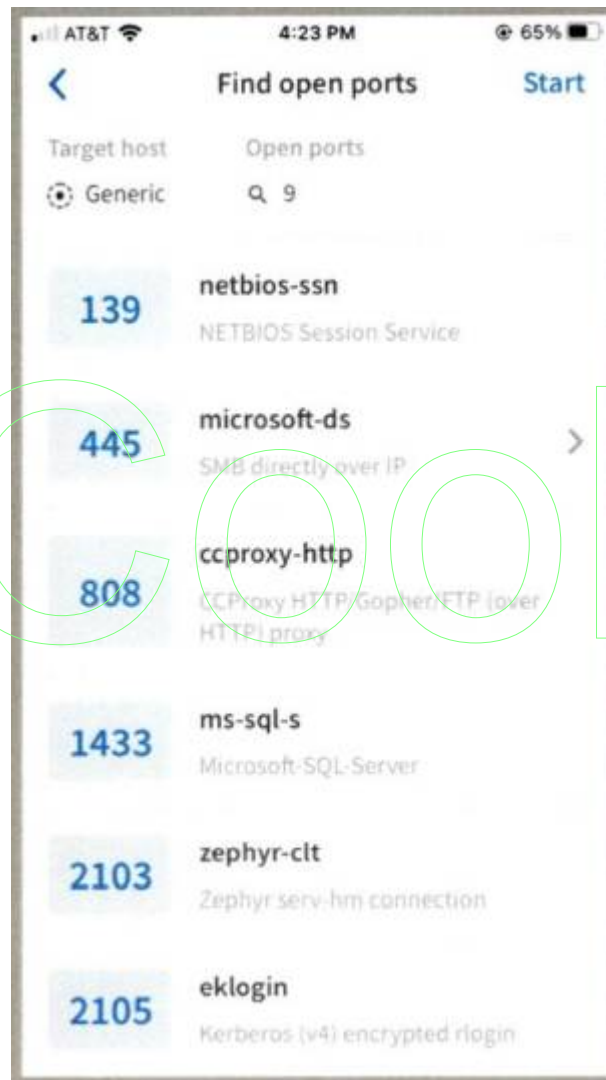 AT&T 4:23 PM 65%
Find open ports Start
Target host Open ports
Generic 9
139 netbios-ssn
NETBIOS Session Service
445 microsoft-ds
SMB directly over IP
808 ccproxy-http
CCProxy HTTP/Gopher/FTP (over
HTTP) proxy
1433 ms-sql-s
Microsoft-SQL-Server
2103 zephyr-clt
Zephyr serv-hm connection
2105 eklogin
Kerberos (v4) encrypted rlogin